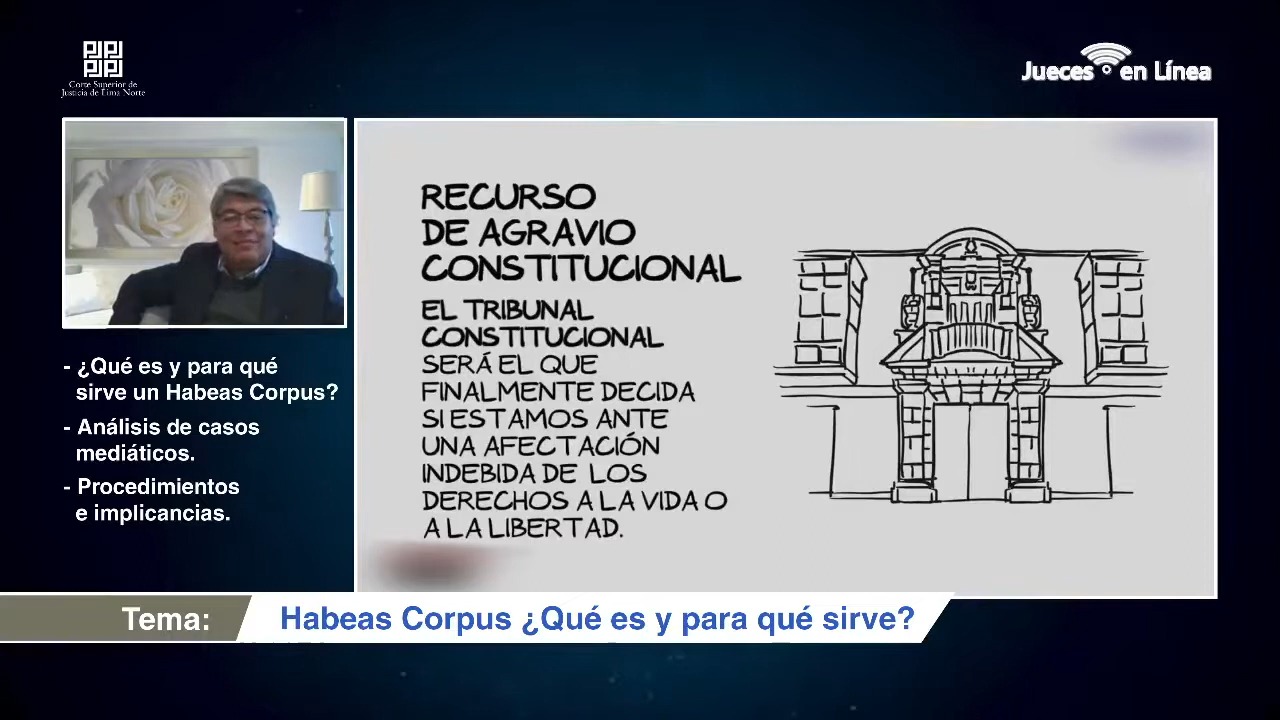 Corte Superior de
Justicia de Lima Norte
Jueces en Línea
RECURSO
DE AGRAVIO
CONSTITUCIONAL
EL TRIBUNAL
CONSTITUCIONAL
SERÁ EL QUE
FINALMENTE DECIDA
SI ESTAMOS ANTE
UNA AFECTACIÓN
INDEBIDA DE LOS
DERECHOS A LA VIDA O
A LA LIBERTAD.
- ¿Qué es y para qué
sirve un Habeas Corpus?
- Análisis de casos
mediáticos.
- Procedimientos
e implicancias.
Tema:
Habeas Corpus ¿Qué es y para qué sirve?